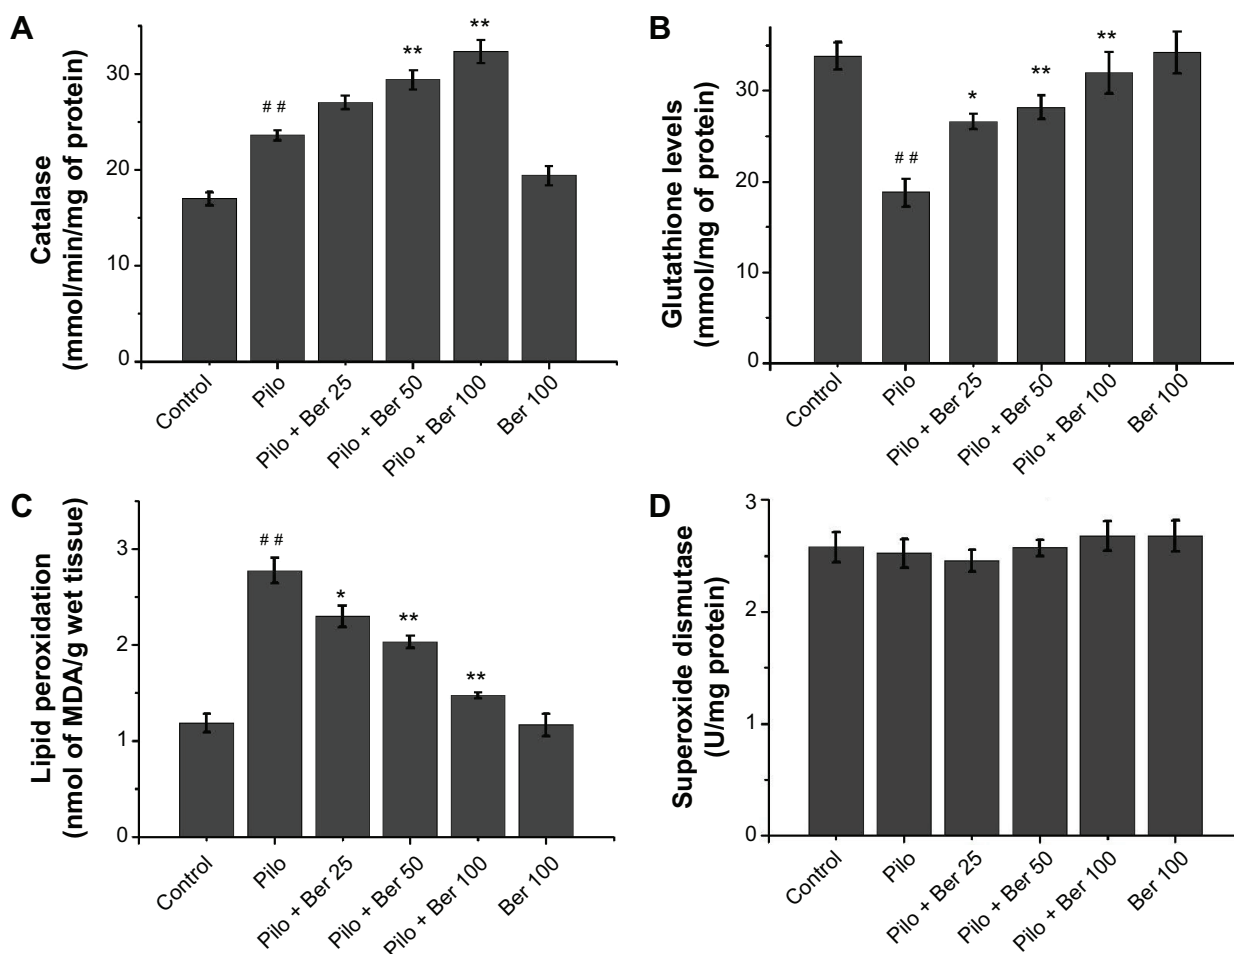 A
Catalase
(mmol/min/mg of protein)
30
20
10
0
# #
**
**
Control
Pilo
Pilo + Ber 25
Pilo + Ber 50
Pilo + Ber 100
Ber 100
B
Glutathione levels
(mmol/mg of protein)
30
20
10
0
# #
*
**
**
Control
Pilo
Pilo + Ber 25
Pilo + Ber 50
Pilo + Ber 100
Ber 100
C
Lipid peroxidation
(nmol of MDA/g wet tissue)
3
2
1
0
# #
*
**
**
Control
Pilo
Pilo + Ber 25
Pilo + Ber 50
Pilo + Ber 100
Ber 100
D
Superoxide dismutase
(U/mg protein)
3
2
1
0
Control
Pilo
Pilo + Ber 25
Pilo + Ber 50
Pilo + Ber 100
Ber 100